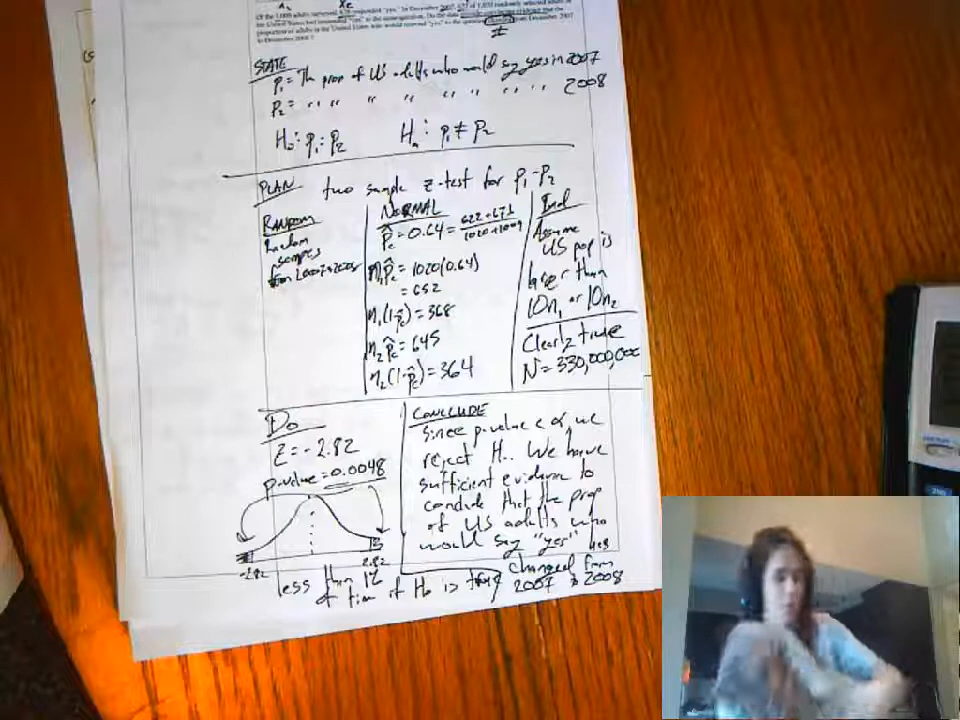 STATE
p₁ = The prop of US adults who would say yes in 2007
p₂ = " " " " " " " " 2008
H₀: p₁ = p₂ Hₐ: p₁ ≠ p₂
PLAN two sample z-test for p₁-p₂
RANDOM
Random
samples
from 2007 & 2008
NORMAL
p̂c = 0.64 = 622+671 / 1020+1009
n₁p̂c = 1020(0.64)
= 652
n₁(1-p̂c) = 368
n₂p̂c = 645
n₂(1-p̂c) = 364
Ind
Assume
US pop is
larger than
10n₁ or 10n₂
Clearly true
N = 330,000,000
DO
Z = -2.82
p-value = 0.0048
-2.82 2.82
less than 1%
of time if H₀ is true
CONCLUDE
Since p-value < α, we
reject H₀. We have
sufficient evidence to
conclude that the prop
of US adults who
would say "yes" has
changed from
2007 to 2008